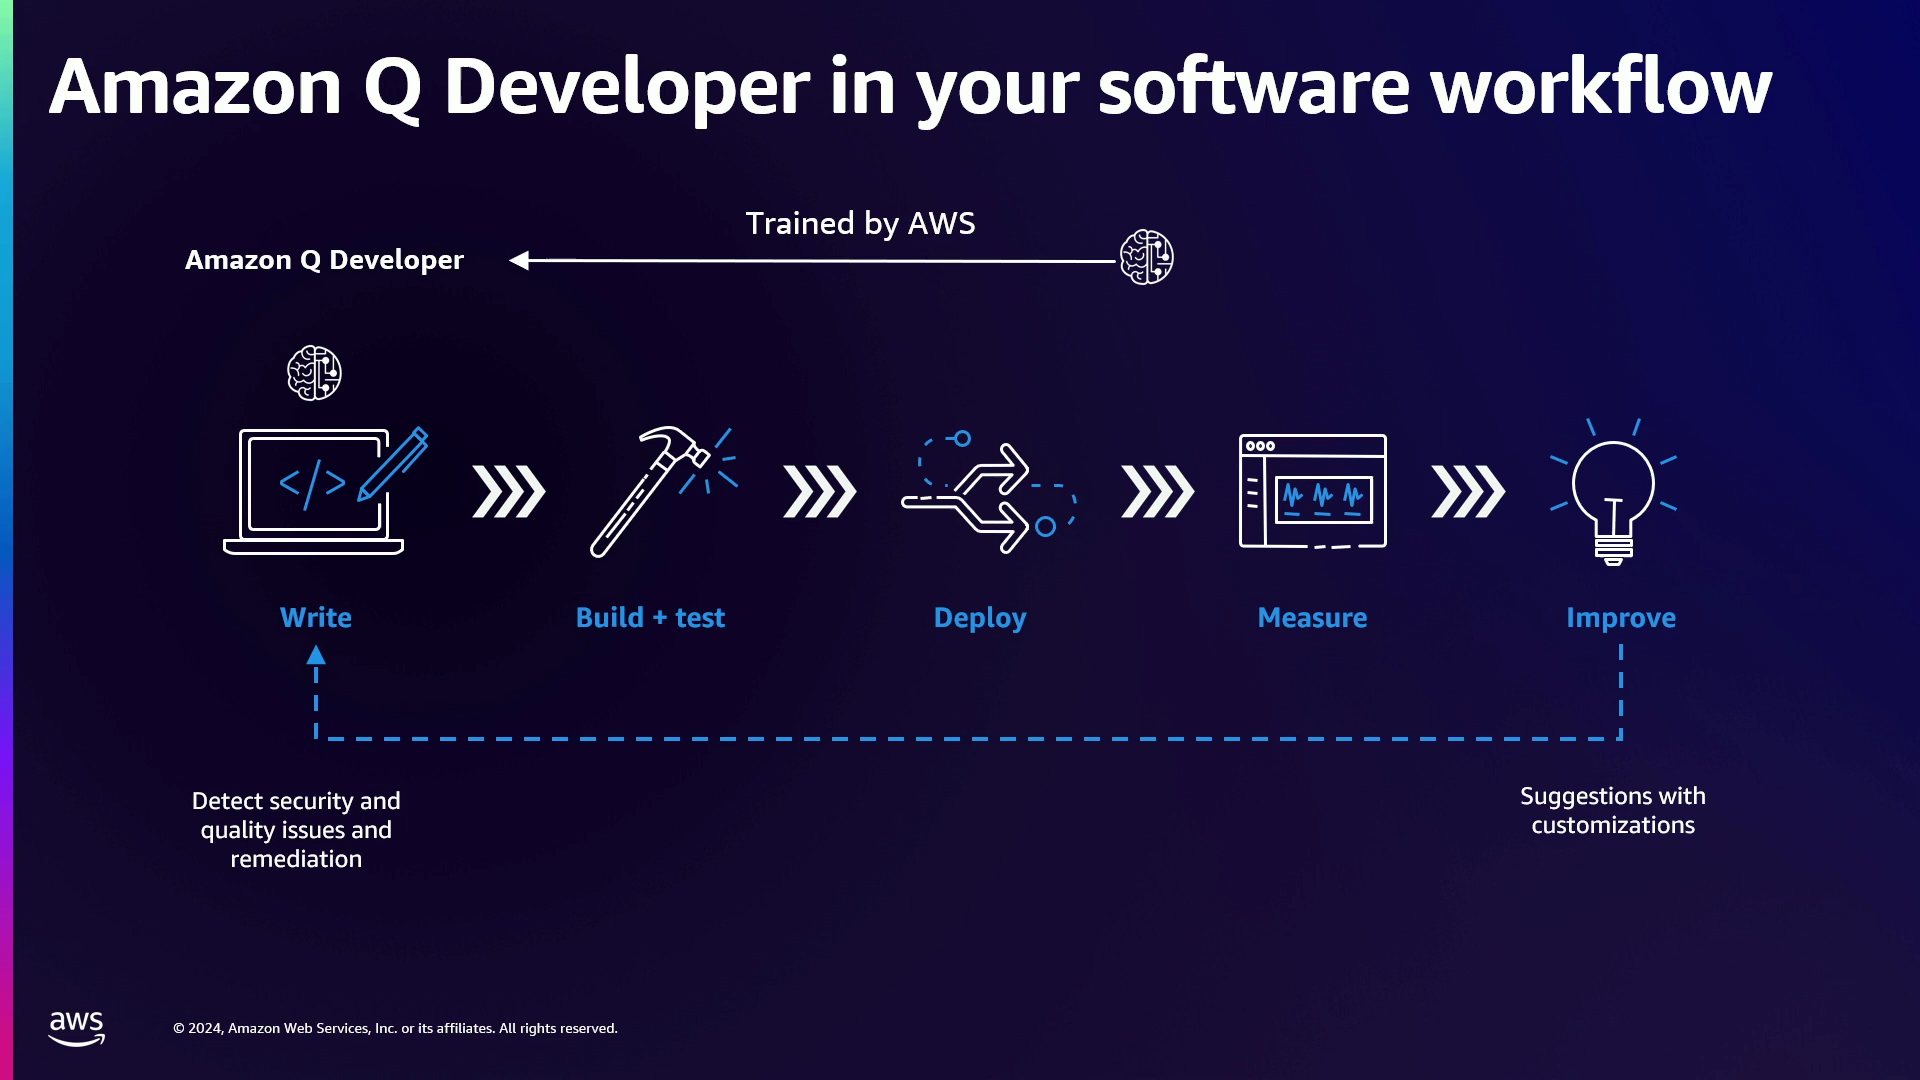 Amazon Q Developer in your software workflow
Trained by AWS
Amazon Q Developer
</>
Write
Build + test
Deploy
Measure
Improve
Detect security and
quality issues and
remediation
Suggestions with
customizations
aws
© 2024, Amazon Web Services, Inc. or its affiliates. All rights reserved.